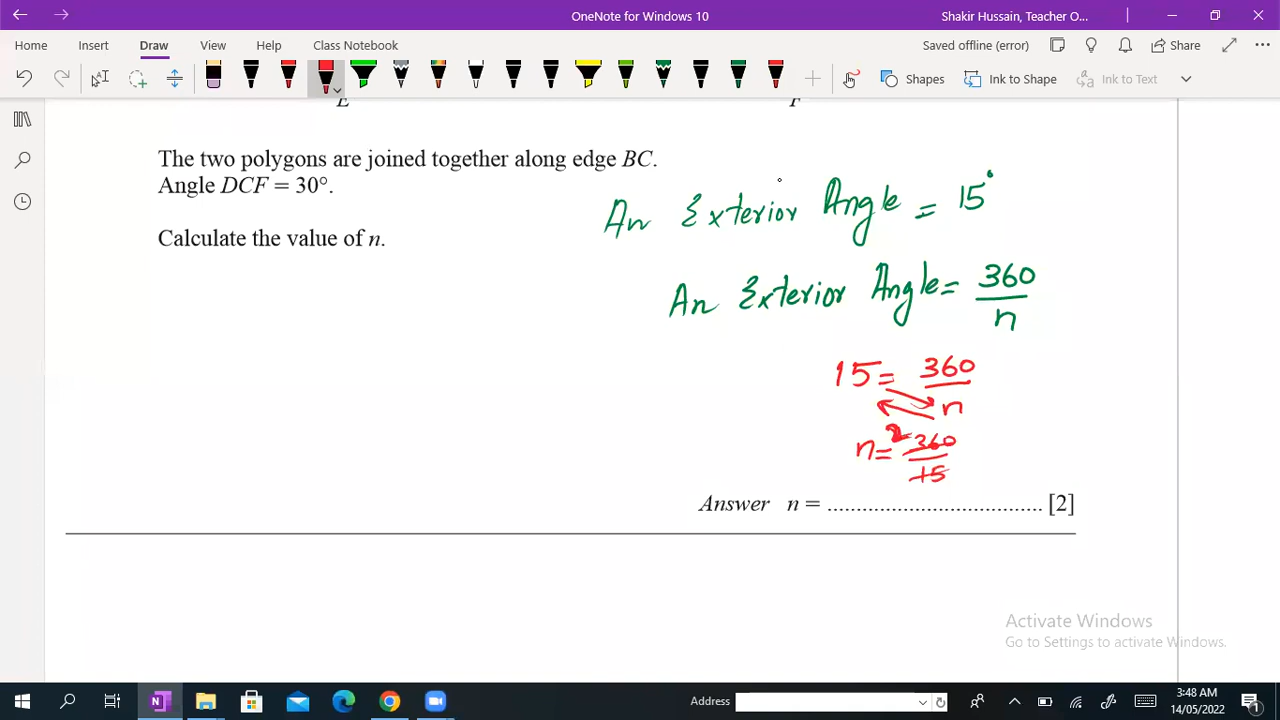 OneNote for Windows 10
Shakir Hussain, Teacher O...
Home Insert Draw View Help Class Notebook Saved offline (error) Share
Shapes Ink to Shape Ink to Text
E F
The two polygons are joined together along edge BC.
Angle DCF = 30°.
Calculate the value of n.
An Exterior Angle = 15°
An Exterior Angle = 360/n
15 = 360/n
n = 2 360/15
Answer n = .................................... [2]
Activate Windows
Go to Settings to activate Windows.
Address
3:48 AM
14/05/2022
1